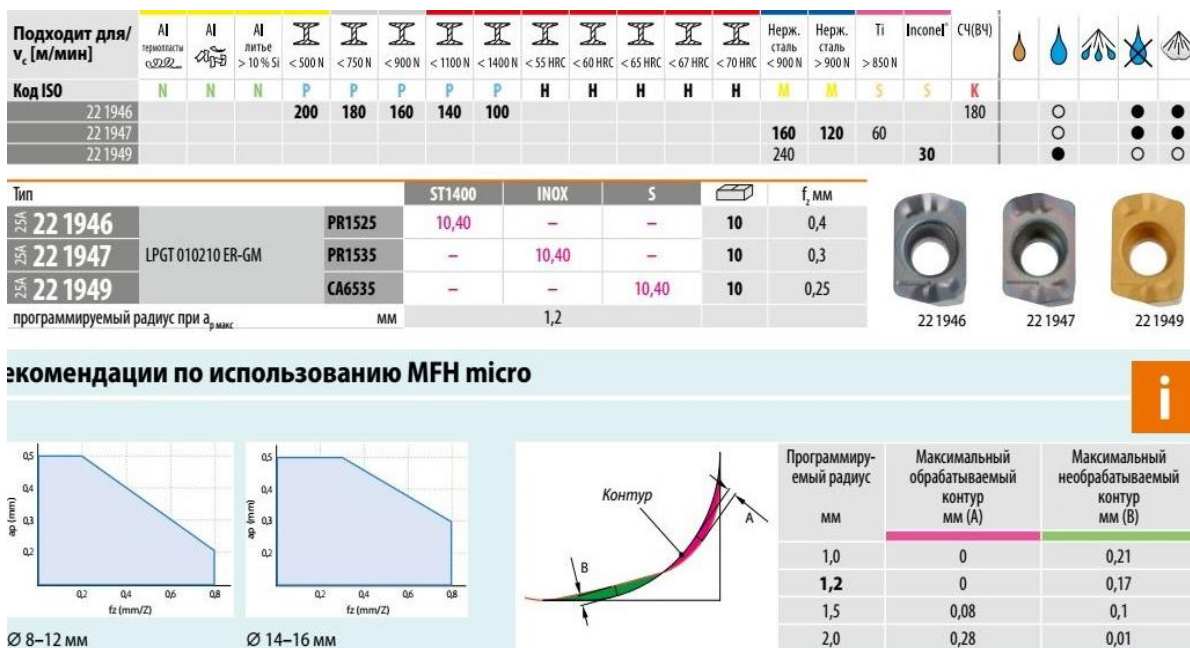 Подходит для/ Al Al Al Нерж. Нерж. Ti Inconel® СЧ(ВЧ)
v c [м/мин] термопласты литье сталь сталь
> 10 % Si < 500 N < 750 N < 900 N < 1100 N < 1400 N < 55 HRC < 60 HRC < 65 HRC < 67 HRC < 70 HRC < 900 N > 900 N > 850 N
Код ISO N N N P P P P P H H H H H M M S S K
22 1946 200 180 160 140 100 180
22 1947 160 120 60
22 1949 240 30
Тип ST1400 INOX S f z мм
25A 22 1946 PR1525 10,40 – – 10 0,4
25A 22 1947 LPGT 010210 ER-GM PR1535 – 10,40 – 10 0,3
25A 22 1949 CA6535 – – 10,40 10 0,25
программируемый радиус при a p макс мм 1,2
22 1946 22 1947 22 1949
екомендации по использованию MFH micro
i
0,5
0,4
0,3
0,2
ap (mm)
0,2 0,4 0,6 0,8
fz (mm/Z)
Ø 8–12 мм
0,5
0,4
0,3
0,2
ap (mm)
0,2 0,4 0,6 0,8
fz (mm/Z)
Ø 14–16 мм
Контур
A
B
Программиру- Максимальный Максимальный
емый радиус обрабатываемый необрабатываемый
контур контур
мм мм (A) мм (B)
1,0 0 0,21
1,2 0 0,17
1,5 0,08 0,1
2,0 0,28 0,01